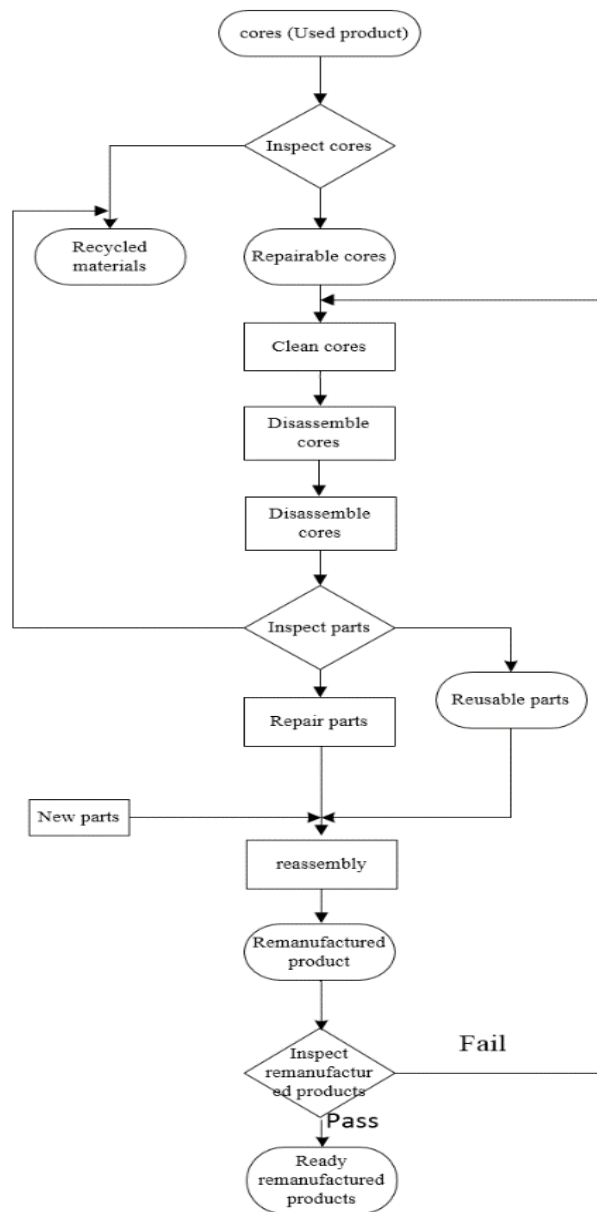 cores (Used product)
Inspect cores
Recycled
materials
Repairable cores
Clean cores
Disassemble
cores
Disassemble
cores
Inspect parts
Reusable parts
Repair parts
New parts
reassembly
Remanufactured
product
Fail
Inspect
remanufactur
ed products
Pass
Ready
remanufactured
products